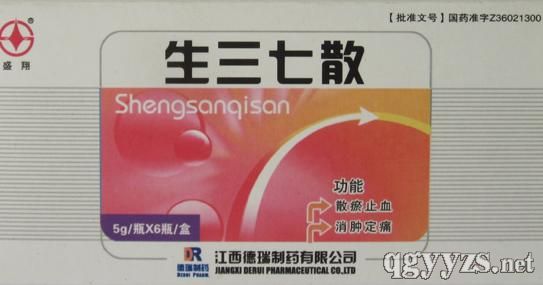 【批准文号】国药准字Z36021300
盛翔
生三七散
Shengsanqisan
功能
散瘀止血
消肿定痛
5g/瓶X6瓶/盒
DR
德瑞制药
DERUI PHARM
江西德瑞制药有限公司
JIANGXI DERUI PHARMACEUTICAL CO.,LTD
qgyyzs.net